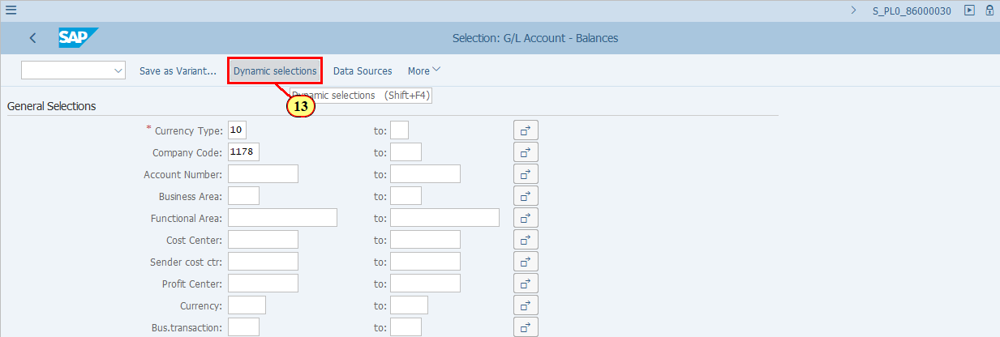 S_PL0_86000030
SAP Selection: G/L Account - Balances
Save as Variant... Dynamic selections Data Sources More
Dynamic selections (Shift+F4)
13
General Selections
* Currency Type: 10 to:
Company Code: 1178 to:
Account Number: to:
Business Area: to:
Functional Area: to:
Cost Center: to:
Sender cost ctr: to:
Profit Center: to:
Currency: to:
Bus.transaction: to: